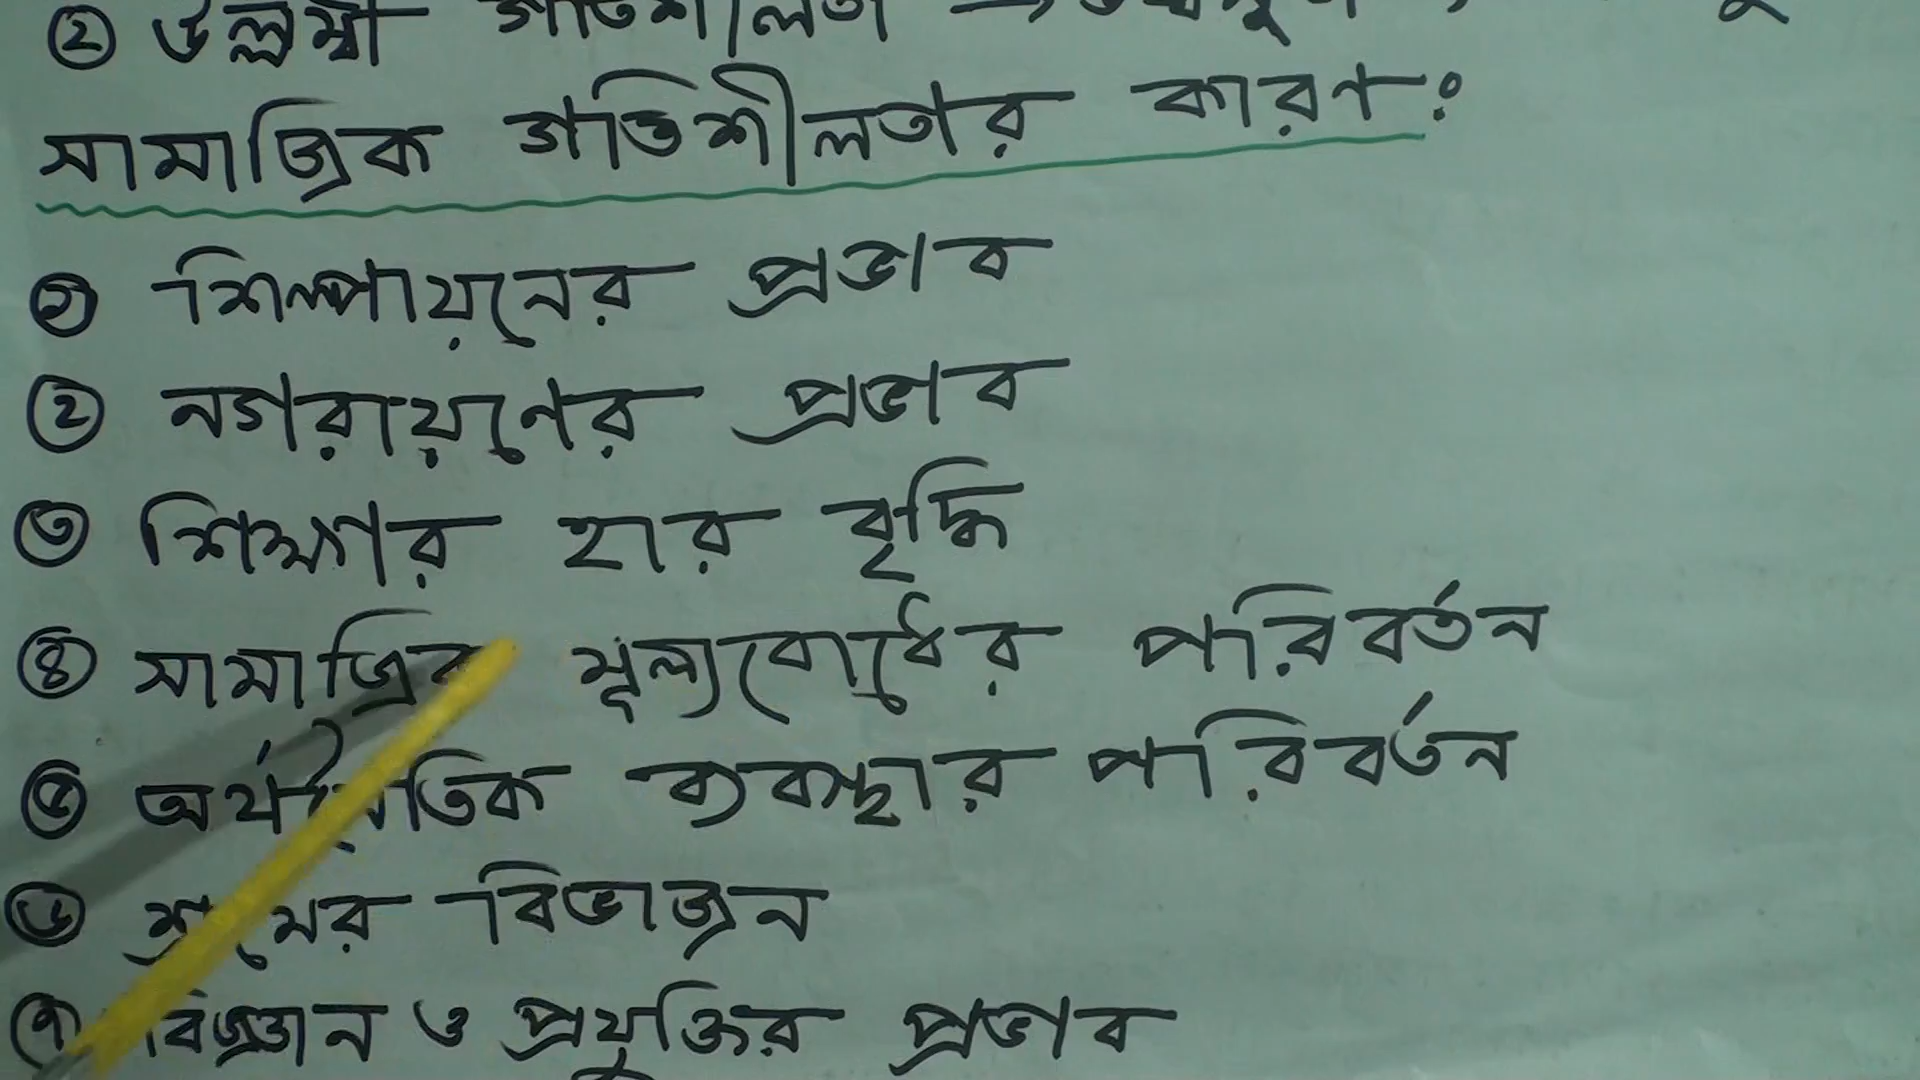 ② উল্লম্বী গতিশীলতা →
সামাজিক গতিশীলতার কারণ:
① শিল্পায়নের প্রভাব
② নগরায়ণের প্রভাব
③ শিক্ষার হার বৃদ্ধি
④ সামাজিক মূল্যবোধের পরিবর্তন
⑤ অর্থনৈতিক ব্যবস্থার পরিবর্তন
⑥ শ্রমের বিভাজন
⑦ বিজ্ঞান ও প্রযুক্তির প্রভাব